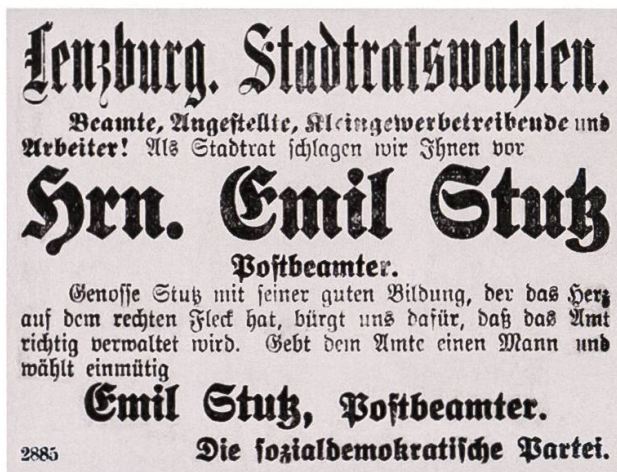 Lenzburg. Stadtratswahlen.
Beamte, Angestellte, Kleingewerbetreibende und
Arbeiter! Als Stadtrat schlagen wir Ihnen vor
Hrn. Emil Stutz
Postbeamter.
Genosse Stutz mit seiner guten Bildung, der das Herz
auf dem rechten Fleck hat, bürgt uns dafür, daß das Amt
richtig verwaltet wird. Gebt dem Amte einen Mann und
wählt einmütig
Emil Stutz, Postbeamter.
2885 Die sozialdemokratische Partei.